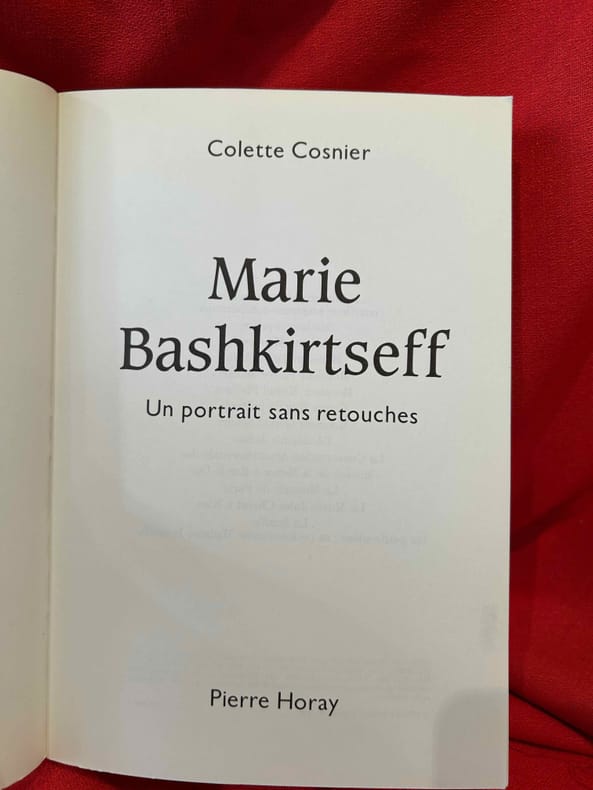 Colette Cosnier
Marie
Bashkirtseff
Un portrait sans retouches
Pierre Horay